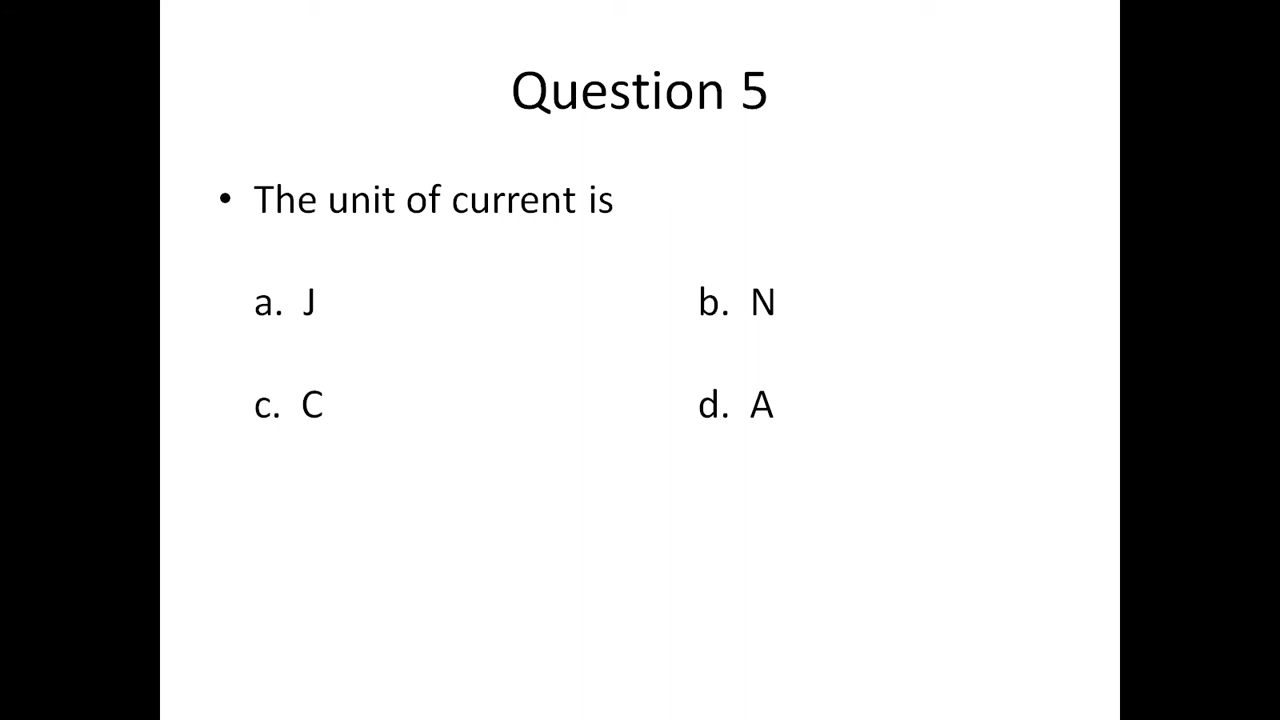 Question 5
• The unit of current is
a. J b. N
c. C d. A